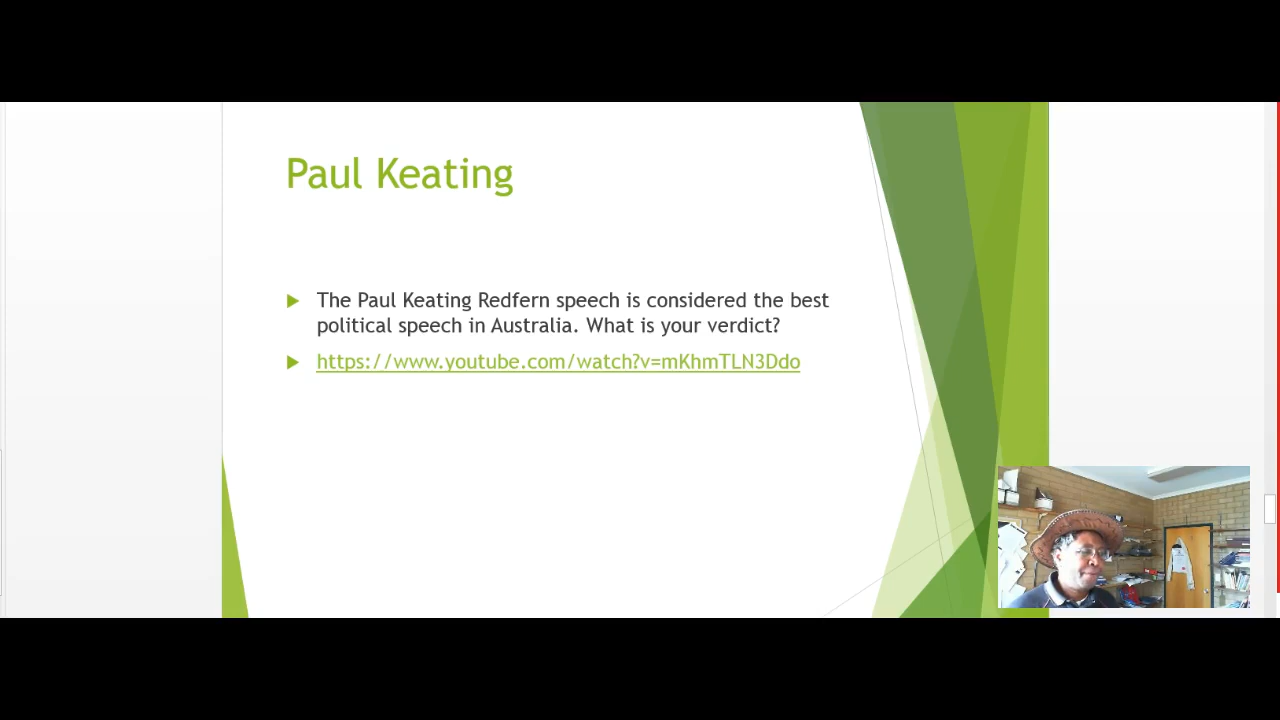 Paul Keating
The Paul Keating Redfern speech is considered the best
political speech in Australia. What is your verdict?
https://www.youtube.com/watch?v=mKhmTLN3Ddo